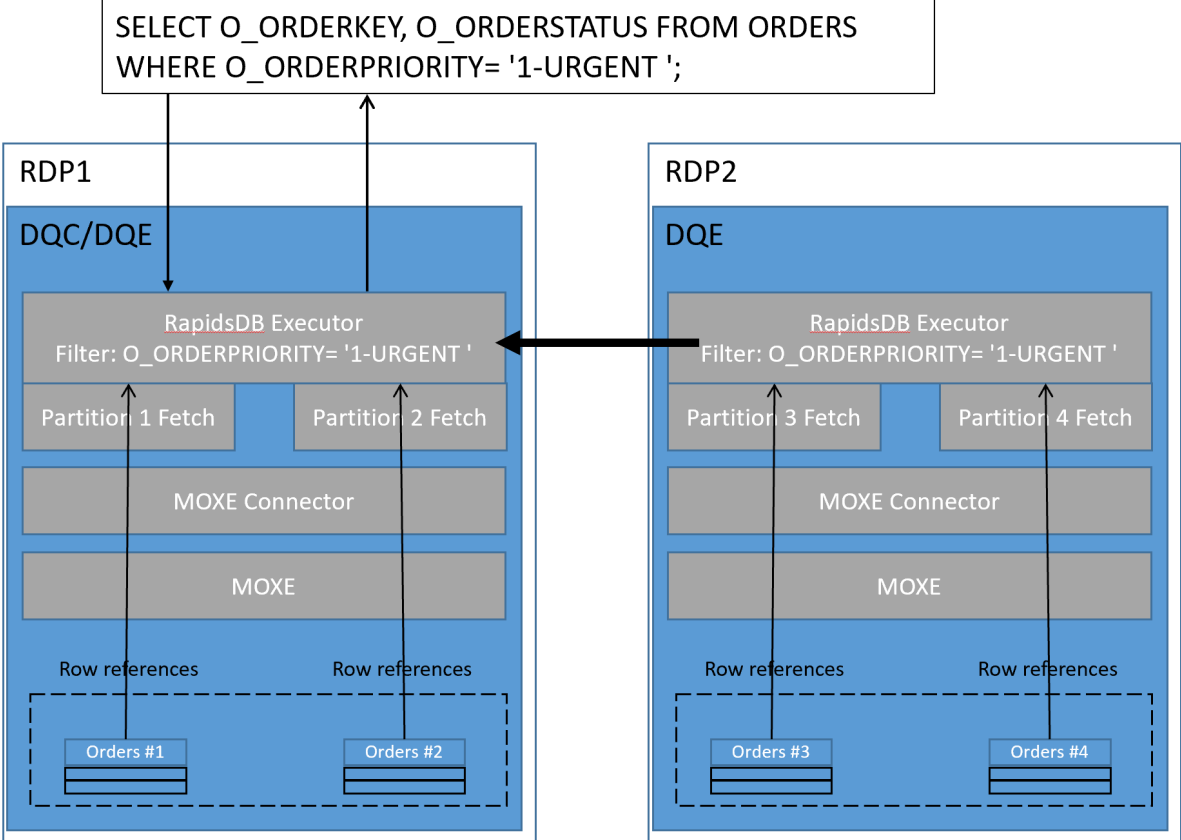 SELECT O_ORDERKEY, O_ORDERSTATUS FROM ORDERS
WHERE O_ORDERPRIORITY= '1-URGENT ';
RDP1
DQC/DQE
RapidsDB Executor
Filter: O_ORDERPRIORITY= '1-URGENT '
Partition 1 Fetch
Partition 2 Fetch
MOXE Connector
MOXE
Row references
Row references
Orders #1
Orders #2
RDP2
DQE
RapidsDB Executor
Filter: O_ORDERPRIORITY= '1-URGENT '
Partition 3 Fetch
Partition 4 Fetch
MOXE Connector
MOXE
Row references
Row references
Orders #3
Orders #4